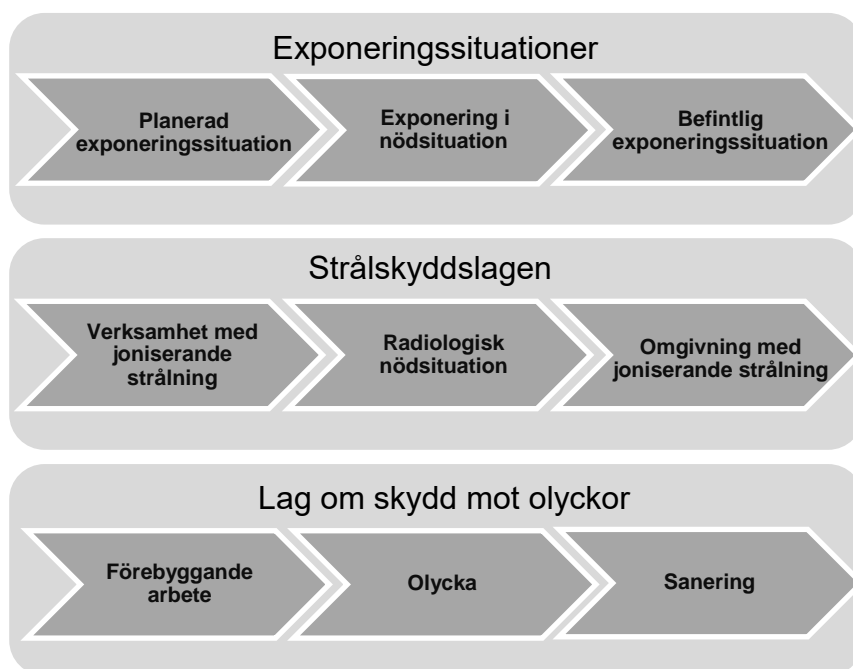 Exponeringssituationer
Planerad
exponeringssituation
Exponering i
nödsituation
Befintlig
exponeringssituation
Strålskyddslagen
Verksamhet med
joniserande
strålning
Radiologisk
nödsituation
Omgivning med
joniserande strålning
Lag om skydd mot olyckor
Förebyggande
arbete
Olycka
Sanering